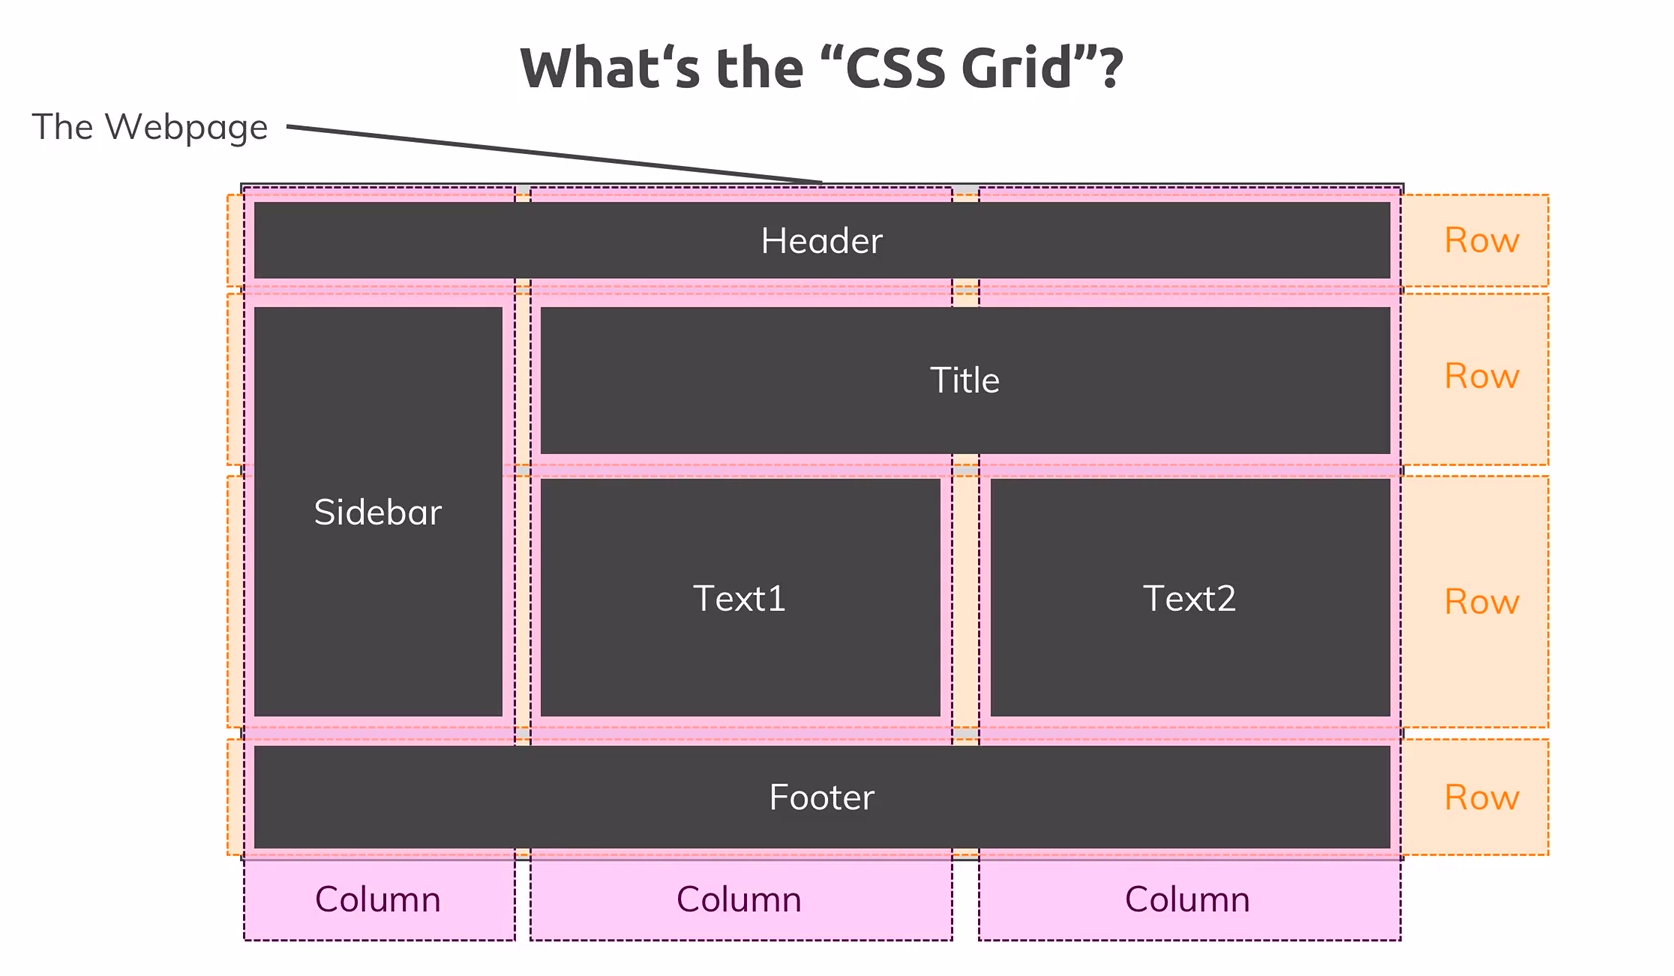 What‘s the “CSS Grid”?
The Webpage
Header
Row
Title
Row
Sidebar
Text1
Text2
Row
Footer
Row
Column
Column
Column